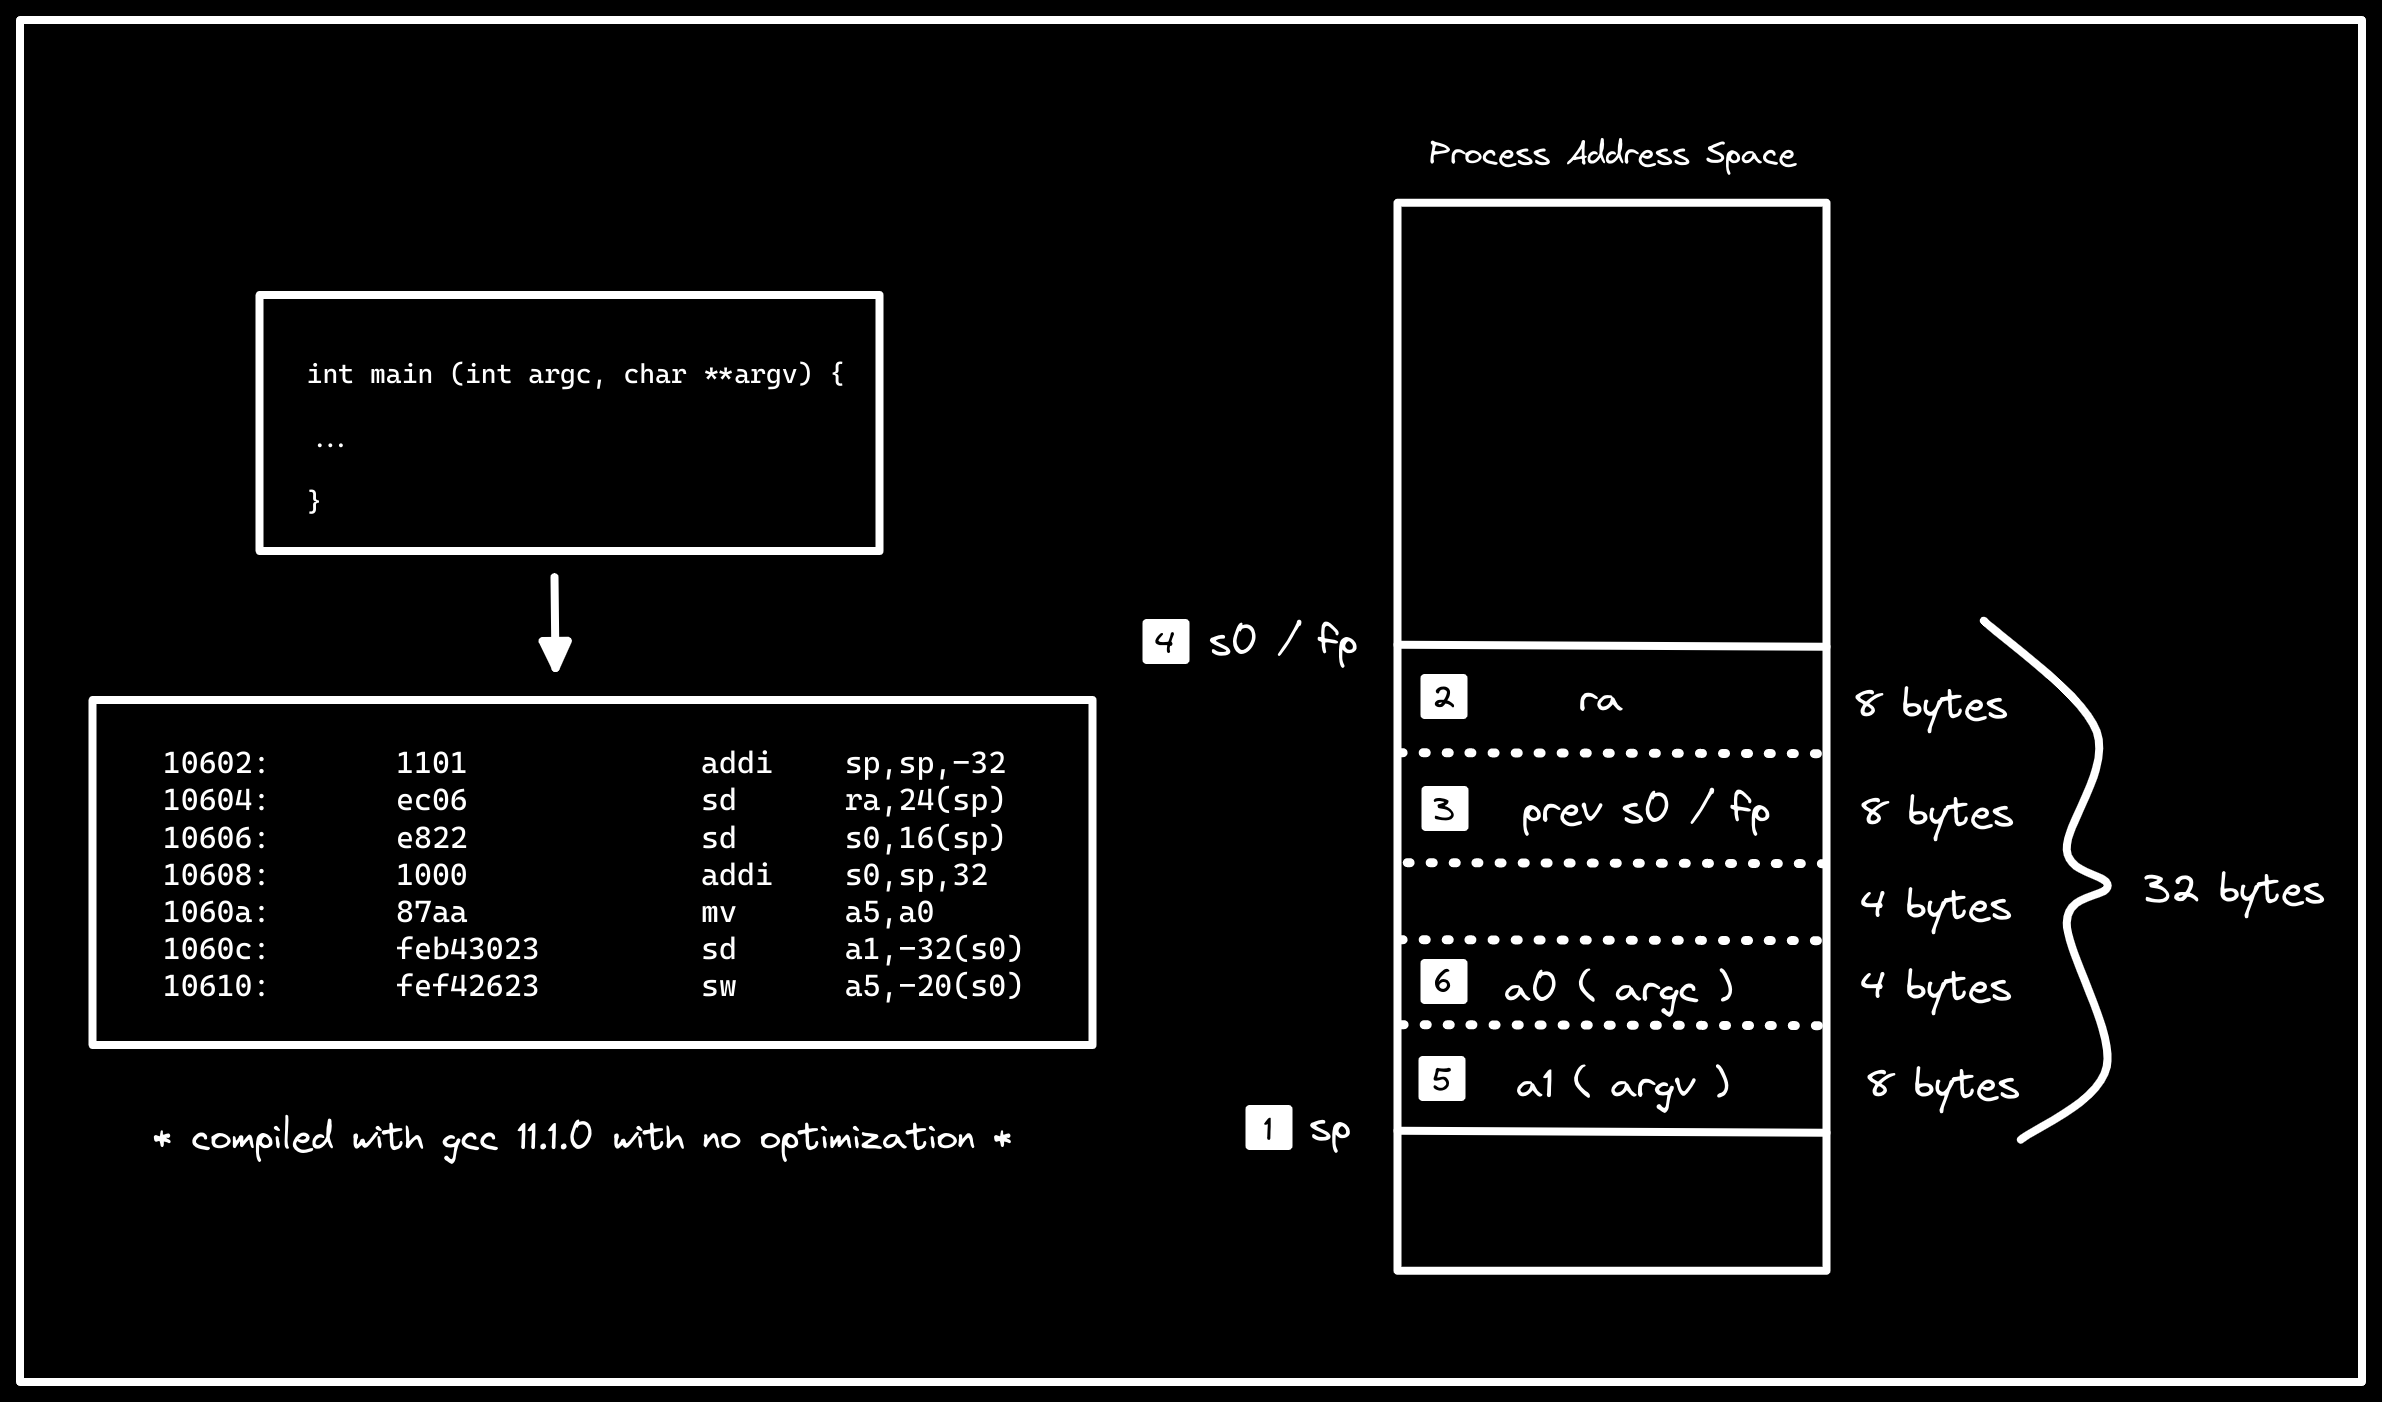 int main (int argc, char **argv) {
...
}
10602: 1101 addi sp,sp,-32
10604: ec06 sd ra,24(sp)
10606: e822 sd s0,16(sp)
10608: 1000 addi s0,sp,32
1060a: 87aa mv a5,a0
1060c: feb43023 sd a1,-32(s0)
10610: fef42623 sw a5,-20(s0)
* compiled with gcc 11.1.0 with no optimization *
Process Address Space
4 s0 / fp
2 ra 8 bytes
3 prev s0 / fp 8 bytes
4 bytes
6 a0 ( argc ) 4 bytes
5 a1 ( argv ) 8 bytes
1 sp
32 bytes